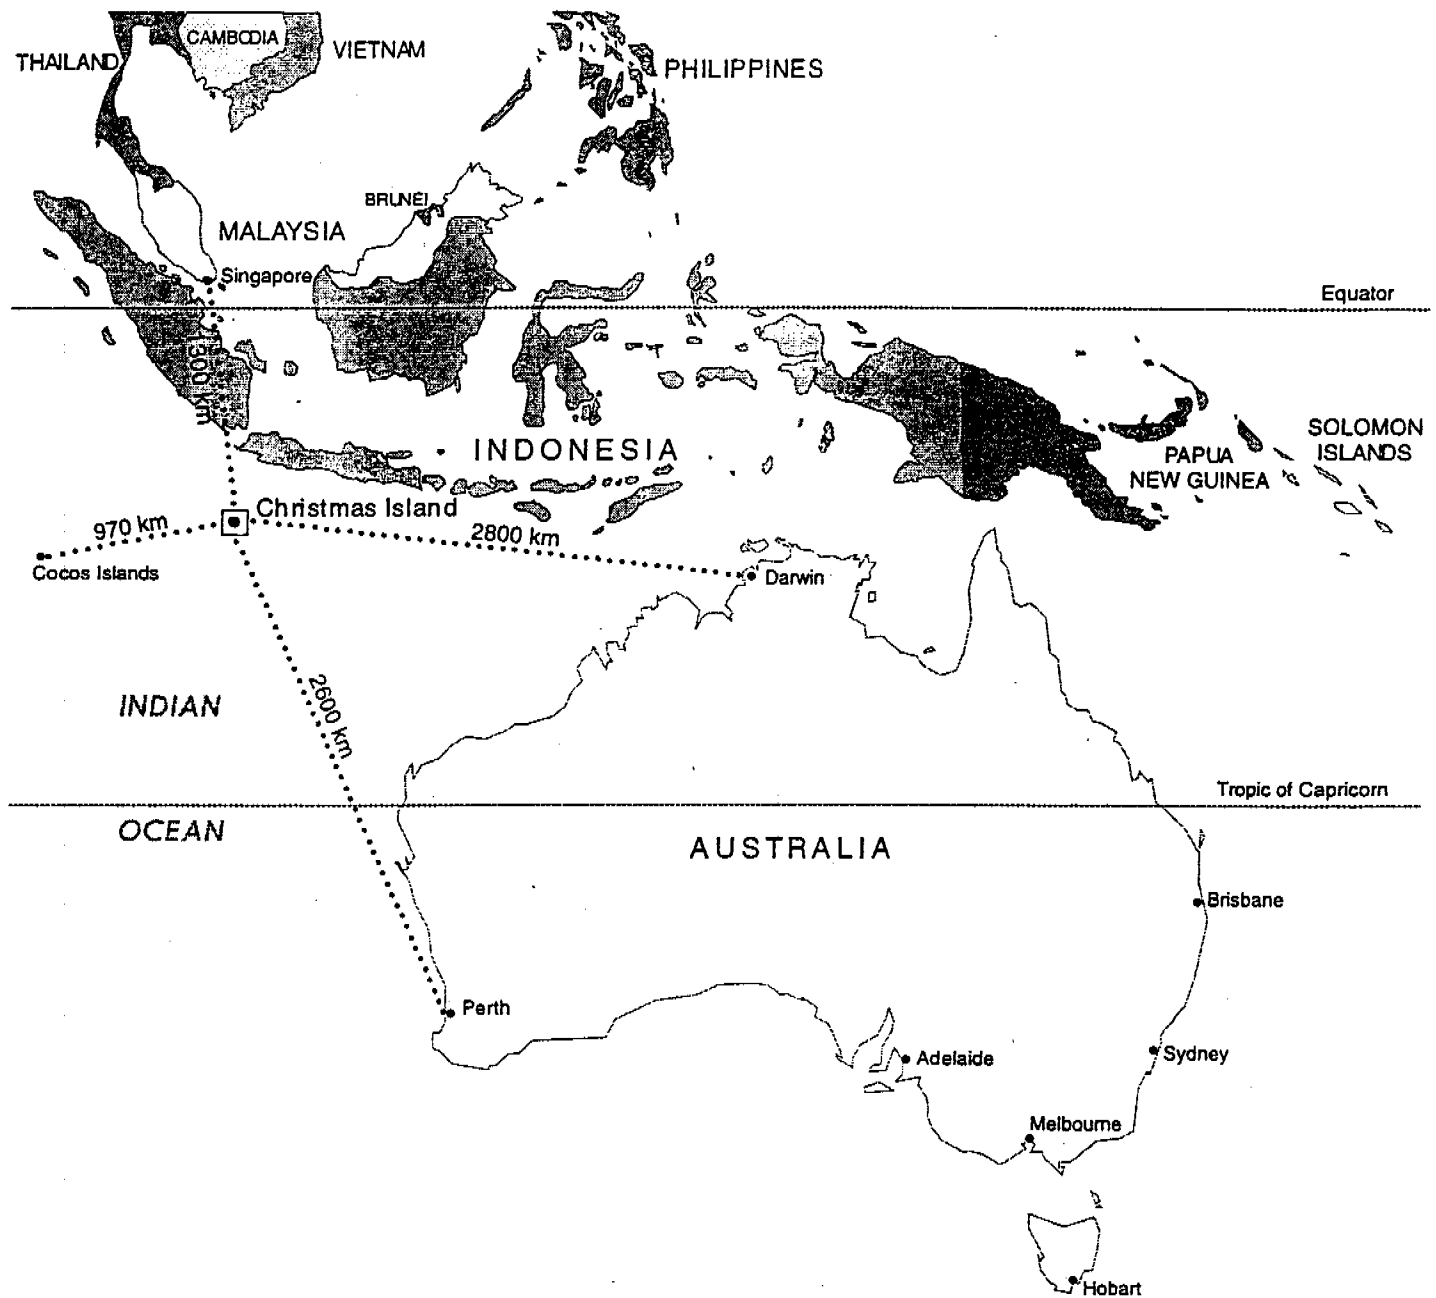 CAMBODIA
VIETNAM
THAILAND
PHILIPPINES
BRUNEI
MALAYSIA
Singapore
Equator
1300 km
INDONESIA
SOLOMON
ISLANDS
PAPUA
NEW GUINEA
Christmas Island
970 km
2800 km
Cocos Islands
Darwin
INDIAN
2600 km
Tropic of Capricorn
OCEAN
AUSTRALIA
Brisbane
Perth
Adelaide
Sydney
Melbourne
Hobart